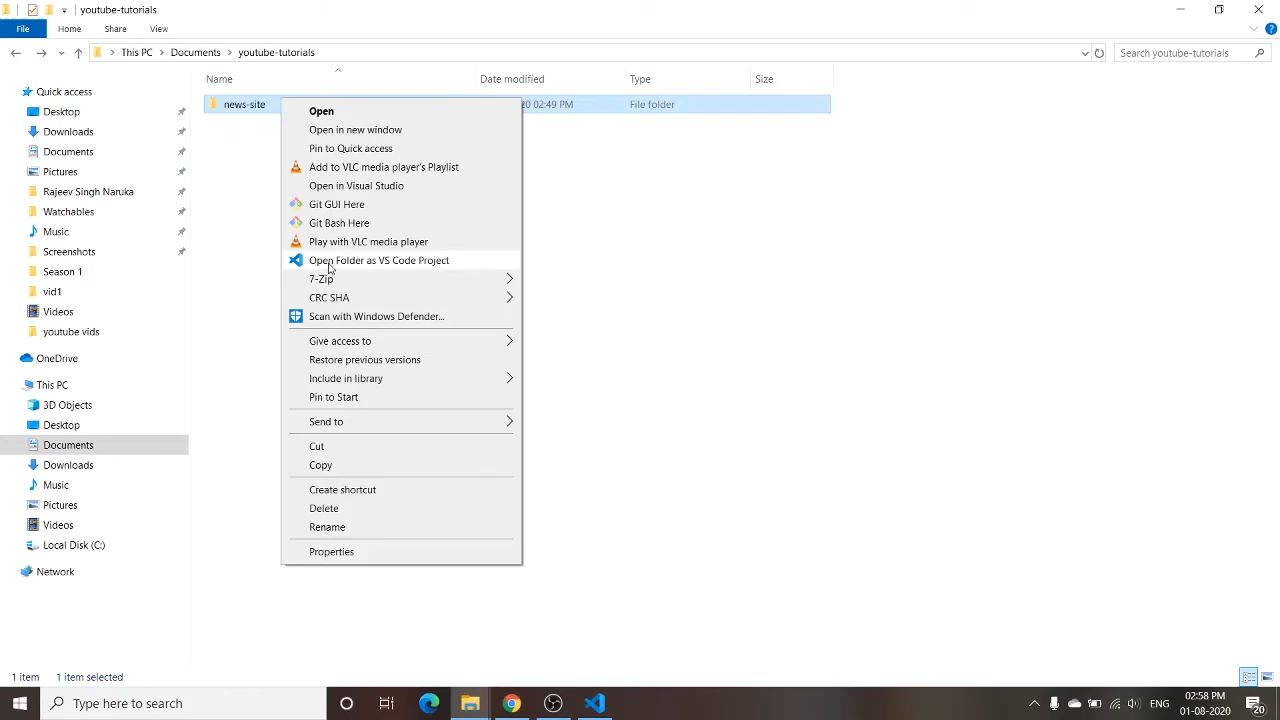 youtube-tutorials
File Home Share View
This PC Documents youtube-tutorials
Search youtube-tutorials
Name Date modified Type Size
Quick access
Desktop
Downloads
Documents
Pictures
Rajeev Singh Naruka
Watchables
Music
Screenshots
Season 1
vid1
Videos
youtube vids
OneDrive
This PC
3D Objects
Desktop
Documents
Downloads
Music
Pictures
Videos
Local Disk (C:)
Network
news-site 20 02:49 PM File folder
Open
Open in new window
Pin to Quick access
Add to VLC media player's Playlist
Open in Visual Studio
Git GUI Here
Git Bash Here
Play with VLC media player
Open Folder as VS Code Project
7-Zip
CRC SHA
Scan with Windows Defender...
Give access to
Restore previous versions
Include in library
Pin to Start
Send to
Cut
Copy
Create shortcut
Delete
Rename
Properties
1 item 1 item selected
Type here to search
ENG
02:58 PM
01-08-2020
20